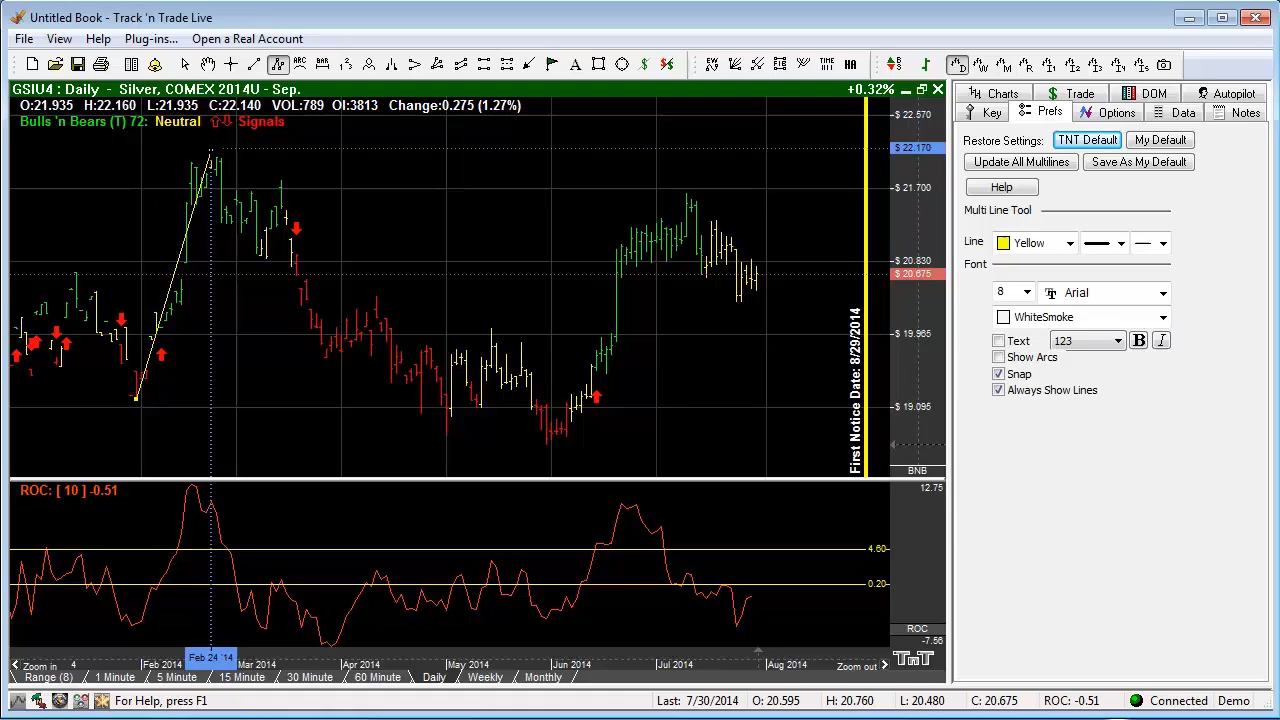 Untitled Book - Track 'n Trade Live
File View Help Plug-ins... Open a Real Account
GSIU4 : Daily - Silver, COMEX 2014U - Sep. +0.32%
O:21.935 H:22.160 L:21.935 C:22.140 VOL:789 OI:3813 Change:0.275 (1.27%)
Bulls 'n Bears (T) 72: Neutral Signals
$ 22.570
$ 22.170
$ 21.700
$ 20.830
$ 20.675
$ 19.965
$ 19.095
First Notice Date: 8/29/2014
BNB
ROC: [ 10 ] -0.51
12.75
4.60
0.20
ROC
-7.56
Feb 24 '14
Zoom in 4 Feb 2014 Mar 2014 Apr 2014 May 2014 Jun 2014 Jul 2014 Aug 2014 Zoom out
TNT
Range (8) 1 Minute 5 Minute 15 Minute 30 Minute 60 Minute Daily Weekly Monthly
Charts Trade DOM Autopilot
Key Prefs Options Data Notes
Restore Settings: TNT Default My Default
Update All Multilines Save As My Default
Help
Multi Line Tool
Line Yellow
Font
8 Arial
WhiteSmoke
Text 123 B I
Show Arcs
Snap
Always Show Lines
For Help, press F1 Last: 7/30/2014 O: 20.595 H: 20.760 L: 20.480 C: 20.675 ROC: -0.51 Connected Demo